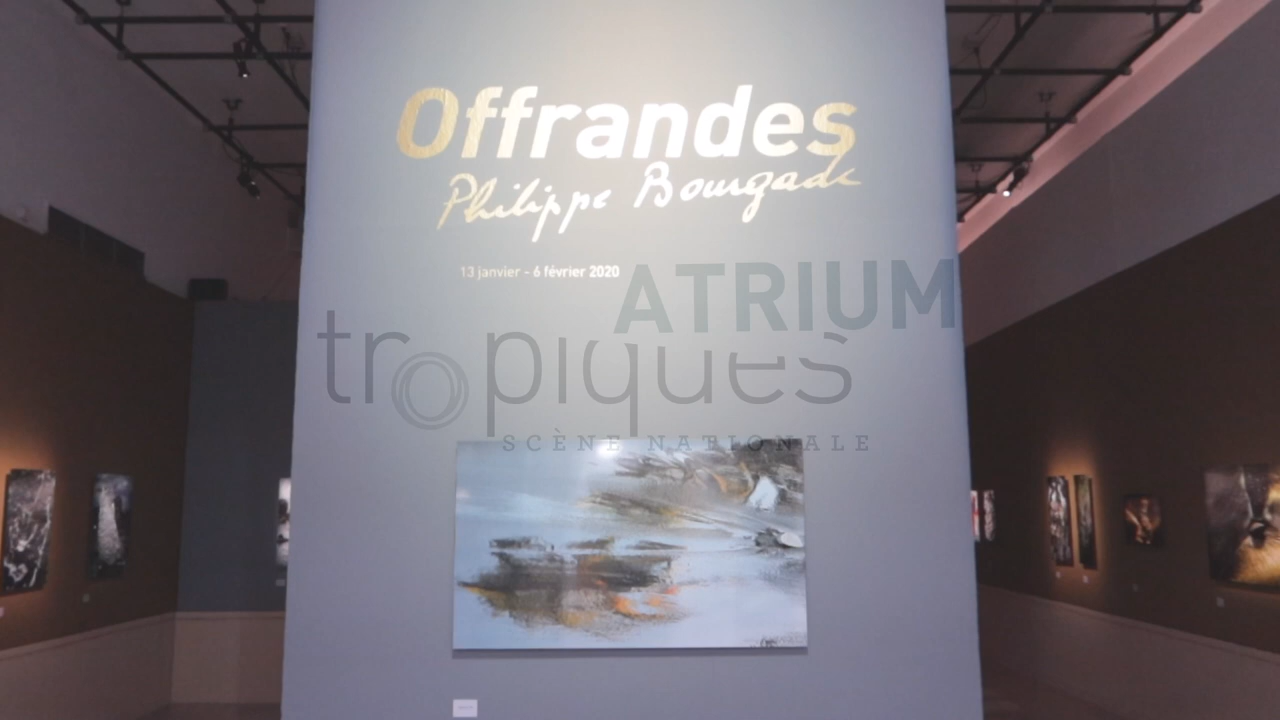 Offrandes
Philippe Bourgade
13 janvier - 6 février 2020
ATRIUM
tropiques
SCÈNE NATIONALE